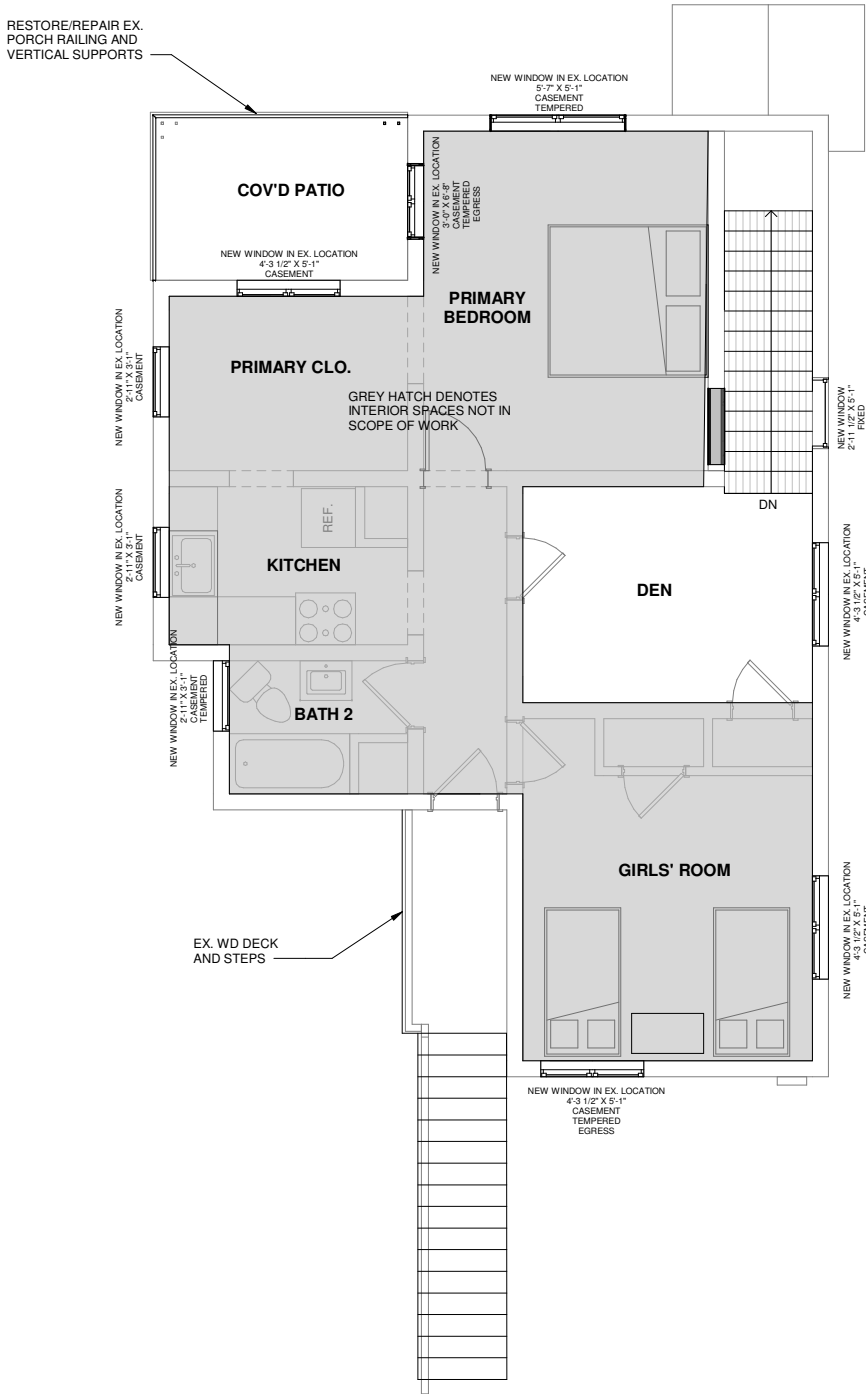 RESTORE/REPAIR EX.
PORCH RAILING AND
VERTICAL SUPPORTS
NEW WINDOW IN EX. LOCATION
5'-7" X 5'-1"
CASEMENT
TEMPERED
COV'D PATIO
NEW WINDOW IN EX. LOCATION
3'-0" X 6'-8"
CASEMENT
TEMPERED
EGRESS
NEW WINDOW IN EX. LOCATION
4'-3 1/2" X 5'-1"
CASEMENT
PRIMARY
BEDROOM
NEW WINDOW IN EX. LOCATION
2'-11" X 3'-1"
CASEMENT
PRIMARY CLO.
GREY HATCH DENOTES
INTERIOR SPACES NOT IN
SCOPE OF WORK
NEW WINDOW
2'-11 1/2" X 5'-1"
FIXED
DN
NEW WINDOW IN EX. LOCATION
2'-11" X 3'-1"
CASEMENT
REF.
KITCHEN
DEN
NEW WINDOW IN EX. LOCATION
4'-3 1/2" X 5'-1"
CASEMENT
NEW WINDOW IN EX. LOCATION
2'-11" X 3'-1"
CASEMENT
TEMPERED
BATH 2
GIRLS' ROOM
NEW WINDOW IN EX. LOCATION
4'-3 1/2" X 5'-1"
CASEMENT
EX. WD DECK
AND STEPS
NEW WINDOW IN EX. LOCATION
4'-3 1/2" X 5'-1"
CASEMENT
TEMPERED
EGRESS